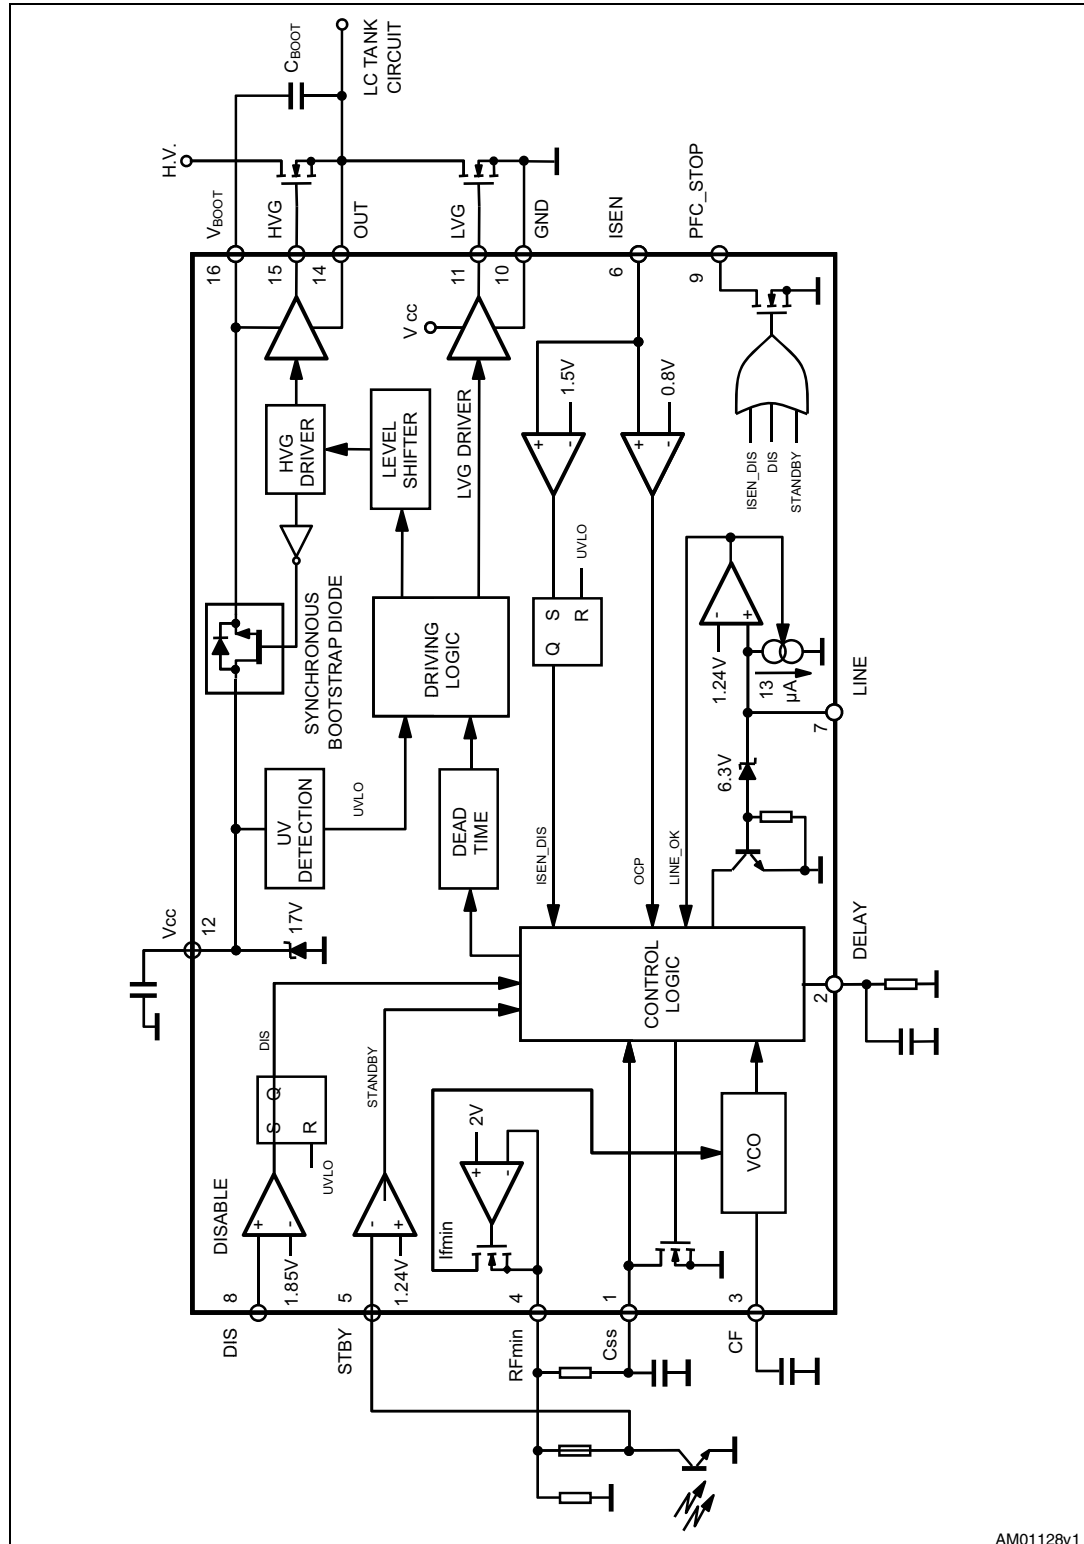 H.V.
CBOOT
LC TANK
CIRCUIT
VBOOT
HVG
OUT
LVG
GND
ISEN
PFC_STOP
16
15
14
11
10
6
9
V cc
1.5V
0.8V
HVG
DRIVER
LEVEL
SHIFTER
LVG DRIVER
ISEN_DIS
DIS
STANDBY
SYNCHRONOUS
BOOTSTRAP DIODE
DRIVING
LOGIC
+
-
+
-
S
Q
R
UVLO
-
+
1.24V
13
µA
LINE
7
UV
DETECTION
UVLO
DEAD
TIME
ISEN_DIS
OCP
LINE_OK
6.3V
Vcc
12
17V
CONTROL
LOGIC
DELAY
2
DIS
STANDBY
S
Q
R
UVLO
DISABLE
+
-
1.85V
-
+
1.24V
2V
+
-
Ifmin
VCO
8
5
4
1
3
DIS
STBY
RFmin
Css
CF
AM01128v1